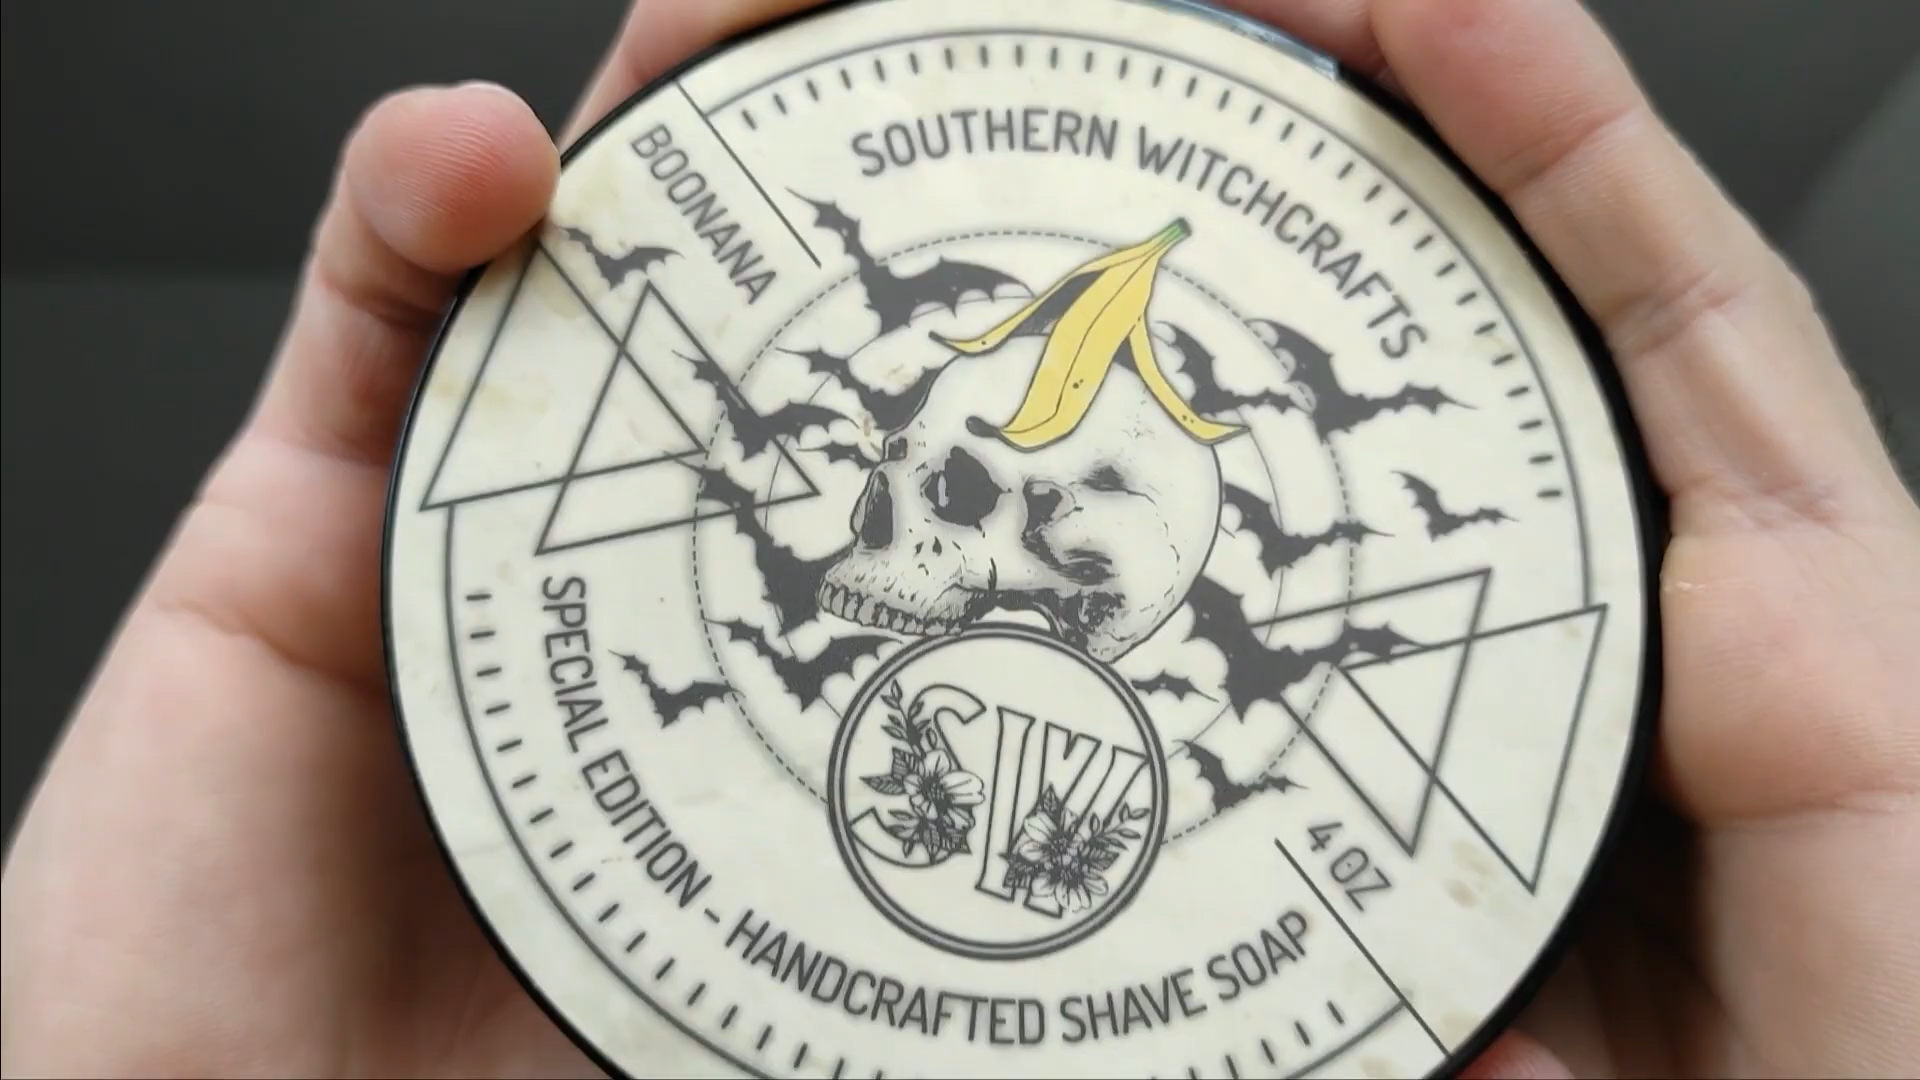 SOUTHERN WITCHCRAFTS
BOONANA
SW
4 OZ
SPECIAL EDITION - HANDCRAFTED SHAVE SOAP